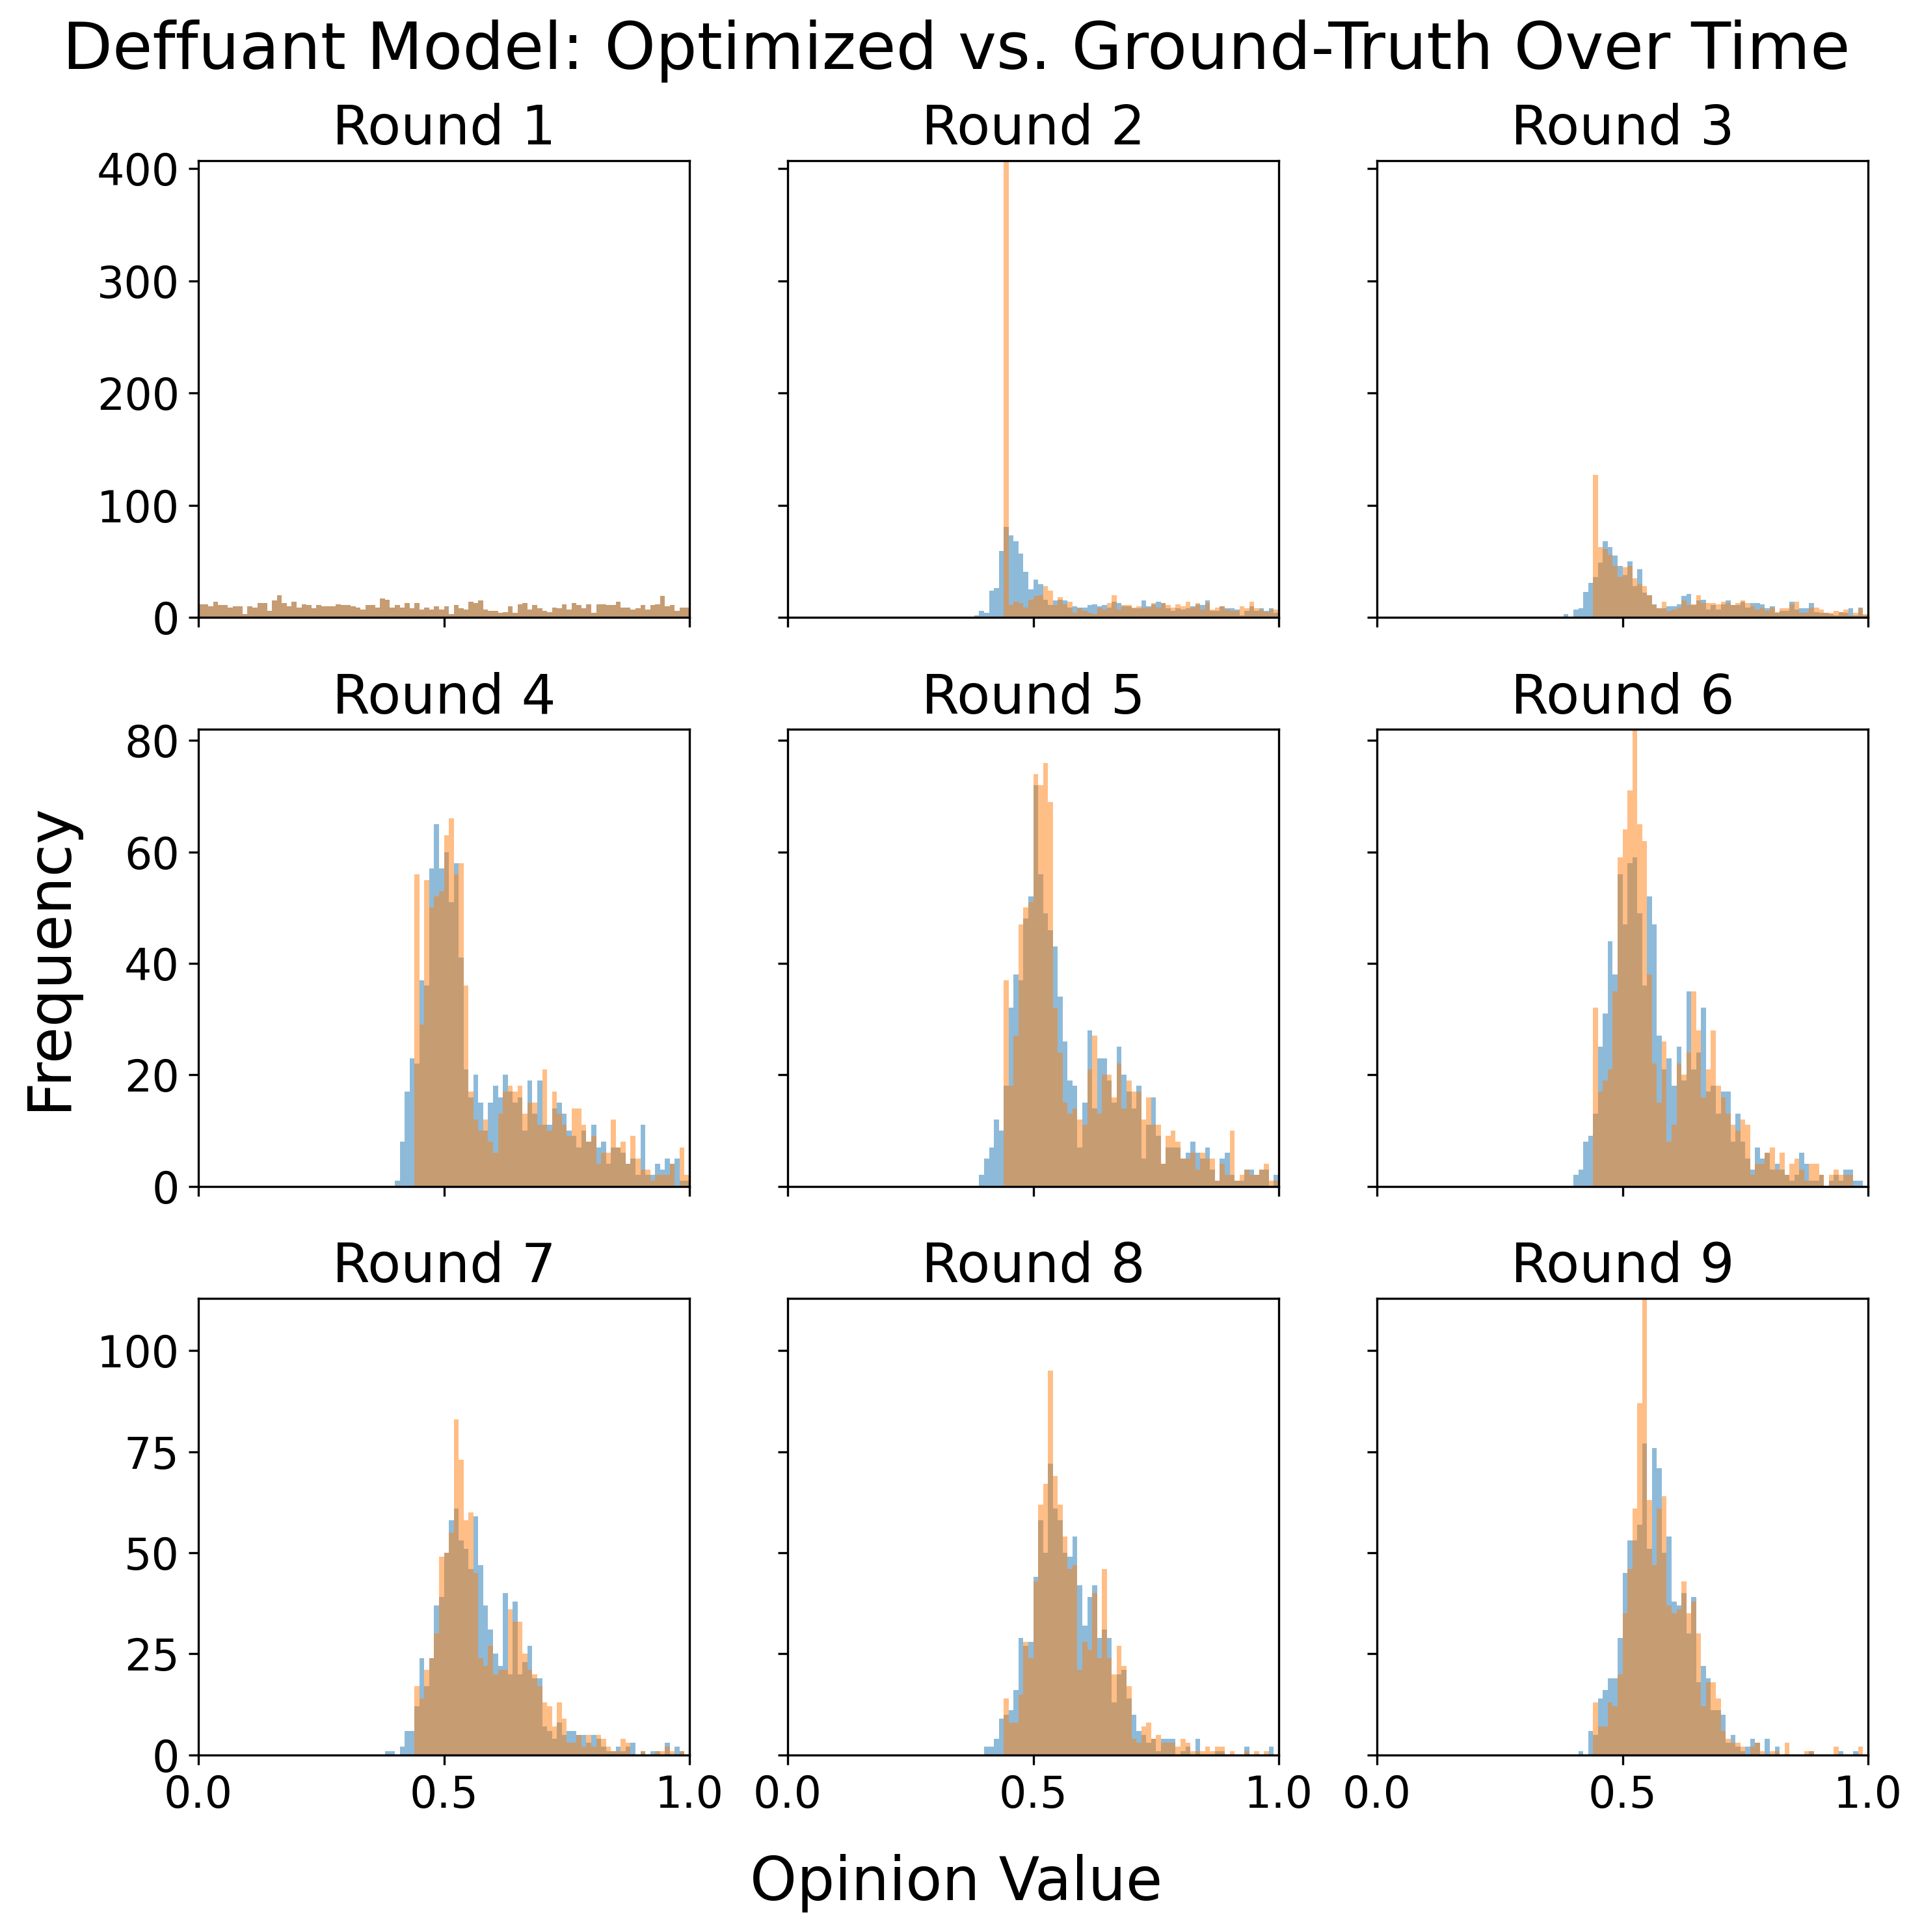 Deffuant Model: Optimized vs. Ground-Truth Over Time
Round 1
Round 2
Round 3
400
300
200
100
0
Round 4
Round 5
Round 6
80
60
40
20
0
Frequency
Round 7
Round 8
Round 9
100
75
50
25
0
0.0 0.5 1.0
0.0 0.5 1.0
0.0 0.5 1.0
Opinion Value